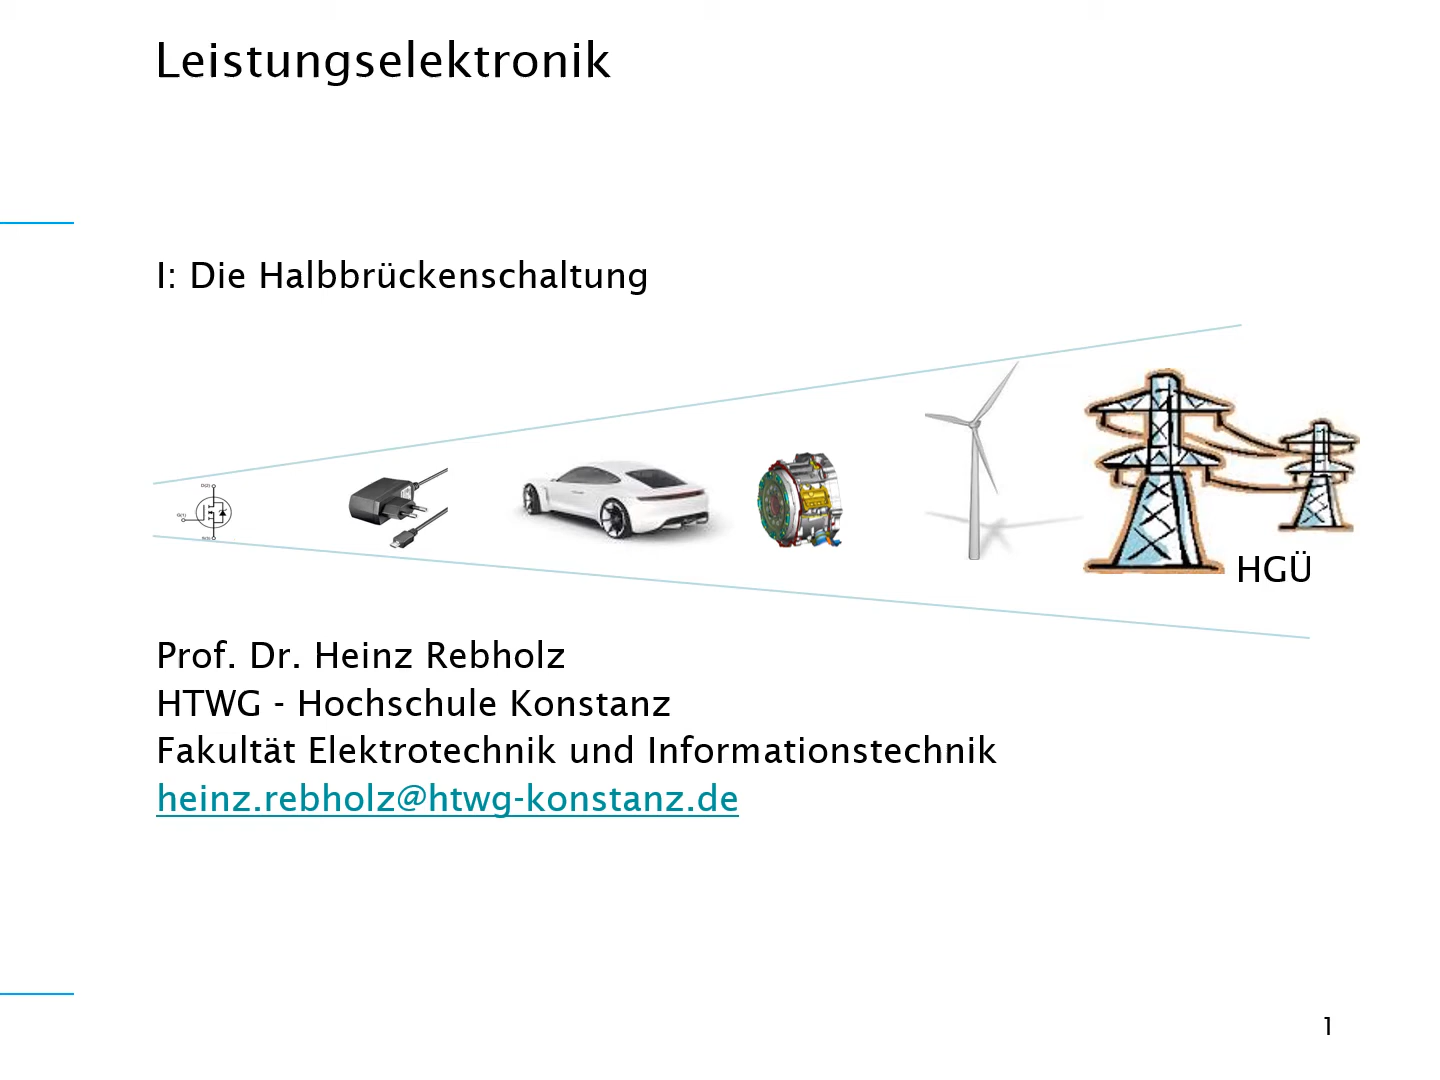 Leistungselektronik
I: Die Halbbrückenschaltung
HGÜ
Prof. Dr. Heinz Rebholz
HTWG - Hochschule Konstanz
Fakultät Elektrotechnik und Informationstechnik
heinz.rebholz@htwg-konstanz.de
1